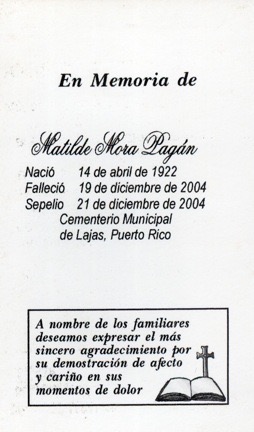 En Memoria de
Matilde Mora Pagán
Nació 14 de abril de 1922
Falleció 19 de diciembre de 2004
Sepelio 21 de diciembre de 2004
Cementerio Municipal
de Lajas, Puerto Rico
A nombre de los familiares
deseamos expresar el más
sincero agradecimiento por
su demostración de afecto
y cariño en sus
momentos de dolor